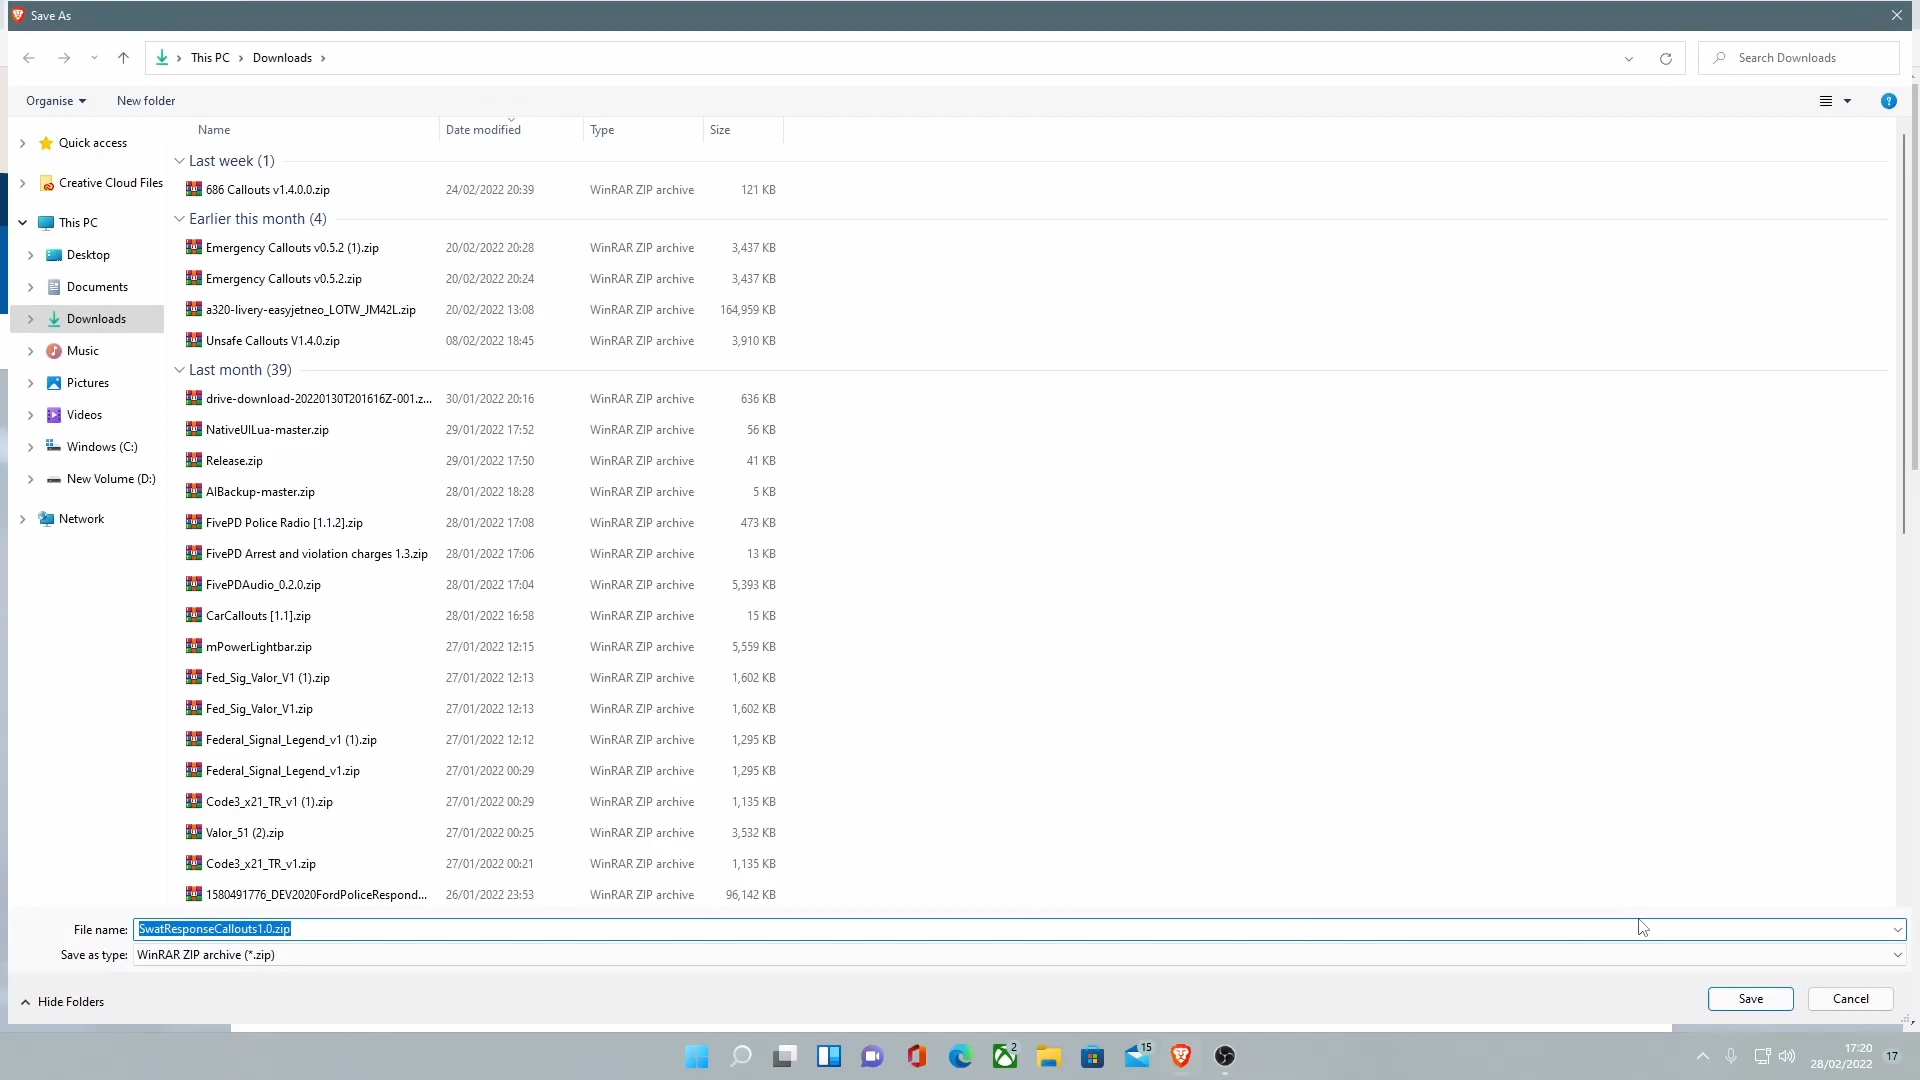 Save As
This PC > Downloads >
Search Downloads
Organise New folder
Name Date modified Type Size
Quick access
Creative Cloud Files
This PC
Desktop
Documents
Downloads
Music
Pictures
Videos
Windows (C:)
New Volume (D:)
Network
Last week (1)
686 Callouts v1.4.0.0.zip 24/02/2022 20:39 WinRAR ZIP archive 121 KB
Earlier this month (4)
Emergency Callouts v0.5.2 (1).zip 20/02/2022 20:28 WinRAR ZIP archive 3,437 KB
Emergency Callouts v0.5.2.zip 20/02/2022 20:24 WinRAR ZIP archive 3,437 KB
a320-livery-easyjetneo_LOTW_JM42L.zip 20/02/2022 13:08 WinRAR ZIP archive 164,959 KB
Unsafe Callouts V1.4.0.zip 08/02/2022 18:45 WinRAR ZIP archive 3,910 KB
Last month (39)
drive-download-20220130T201616Z-001.z... 30/01/2022 20:16 WinRAR ZIP archive 636 KB
NativeUILua-master.zip 29/01/2022 17:52 WinRAR ZIP archive 56 KB
Release.zip 29/01/2022 17:50 WinRAR ZIP archive 41 KB
AIBackup-master.zip 28/01/2022 18:28 WinRAR ZIP archive 5 KB
FivePD Police Radio [1.1.2].zip 28/01/2022 17:08 WinRAR ZIP archive 473 KB
FivePD Arrest and violation charges 1.3.zip 28/01/2022 17:06 WinRAR ZIP archive 13 KB
FivePDAudio_0.2.0.zip 28/01/2022 17:04 WinRAR ZIP archive 5,393 KB
CarCallouts [1.1].zip 28/01/2022 16:58 WinRAR ZIP archive 15 KB
mPowerLightbar.zip 27/01/2022 12:15 WinRAR ZIP archive 5,559 KB
Fed_Sig_Valor_V1 (1).zip 27/01/2022 12:13 WinRAR ZIP archive 1,602 KB
Fed_Sig_Valor_V1.zip 27/01/2022 12:13 WinRAR ZIP archive 1,602 KB
Federal_Signal_Legend_v1 (1).zip 27/01/2022 12:12 WinRAR ZIP archive 1,295 KB
Federal_Signal_Legend_v1.zip 27/01/2022 00:29 WinRAR ZIP archive 1,295 KB
Code3_x21_TR_v1 (1).zip 27/01/2022 00:29 WinRAR ZIP archive 1,135 KB
Valor_51 (2).zip 27/01/2022 00:25 WinRAR ZIP archive 3,532 KB
Code3_x21_TR_v1.zip 27/01/2022 00:21 WinRAR ZIP archive 1,135 KB
1580491776_DEV2020FordPoliceRespond... 26/01/2022 23:53 WinRAR ZIP archive 96,142 KB
File name: SwatResponseCallouts1.0.zip
Save as type: WinRAR ZIP archive (*.zip)
Hide Folders
Save Cancel
2
15
17:20
28/02/2022
17